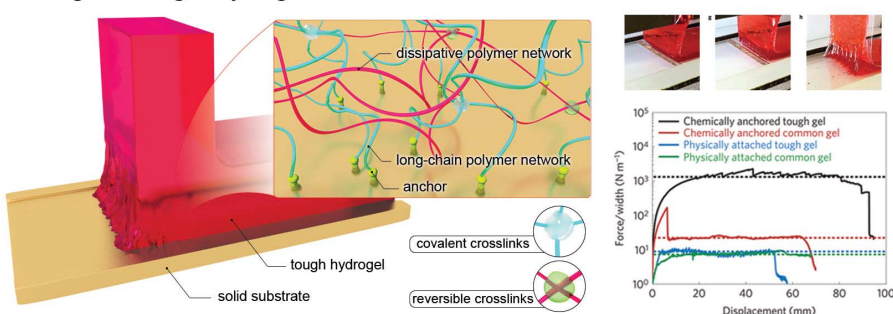 dissipative polymer network
long-chain polymer network
anchor
tough hydrogel
solid substrate
covalent crosslinks
reversible crosslinks
g
h
Force/width (N m⁻¹)
10⁵
10⁴
10³
10²
10¹
10⁰
Chemically anchored tough gel
Chemically anchored common gel
Physically attached tough gel
Physically attached common gel
0
20
40
60
80
100
Displacement (mm)